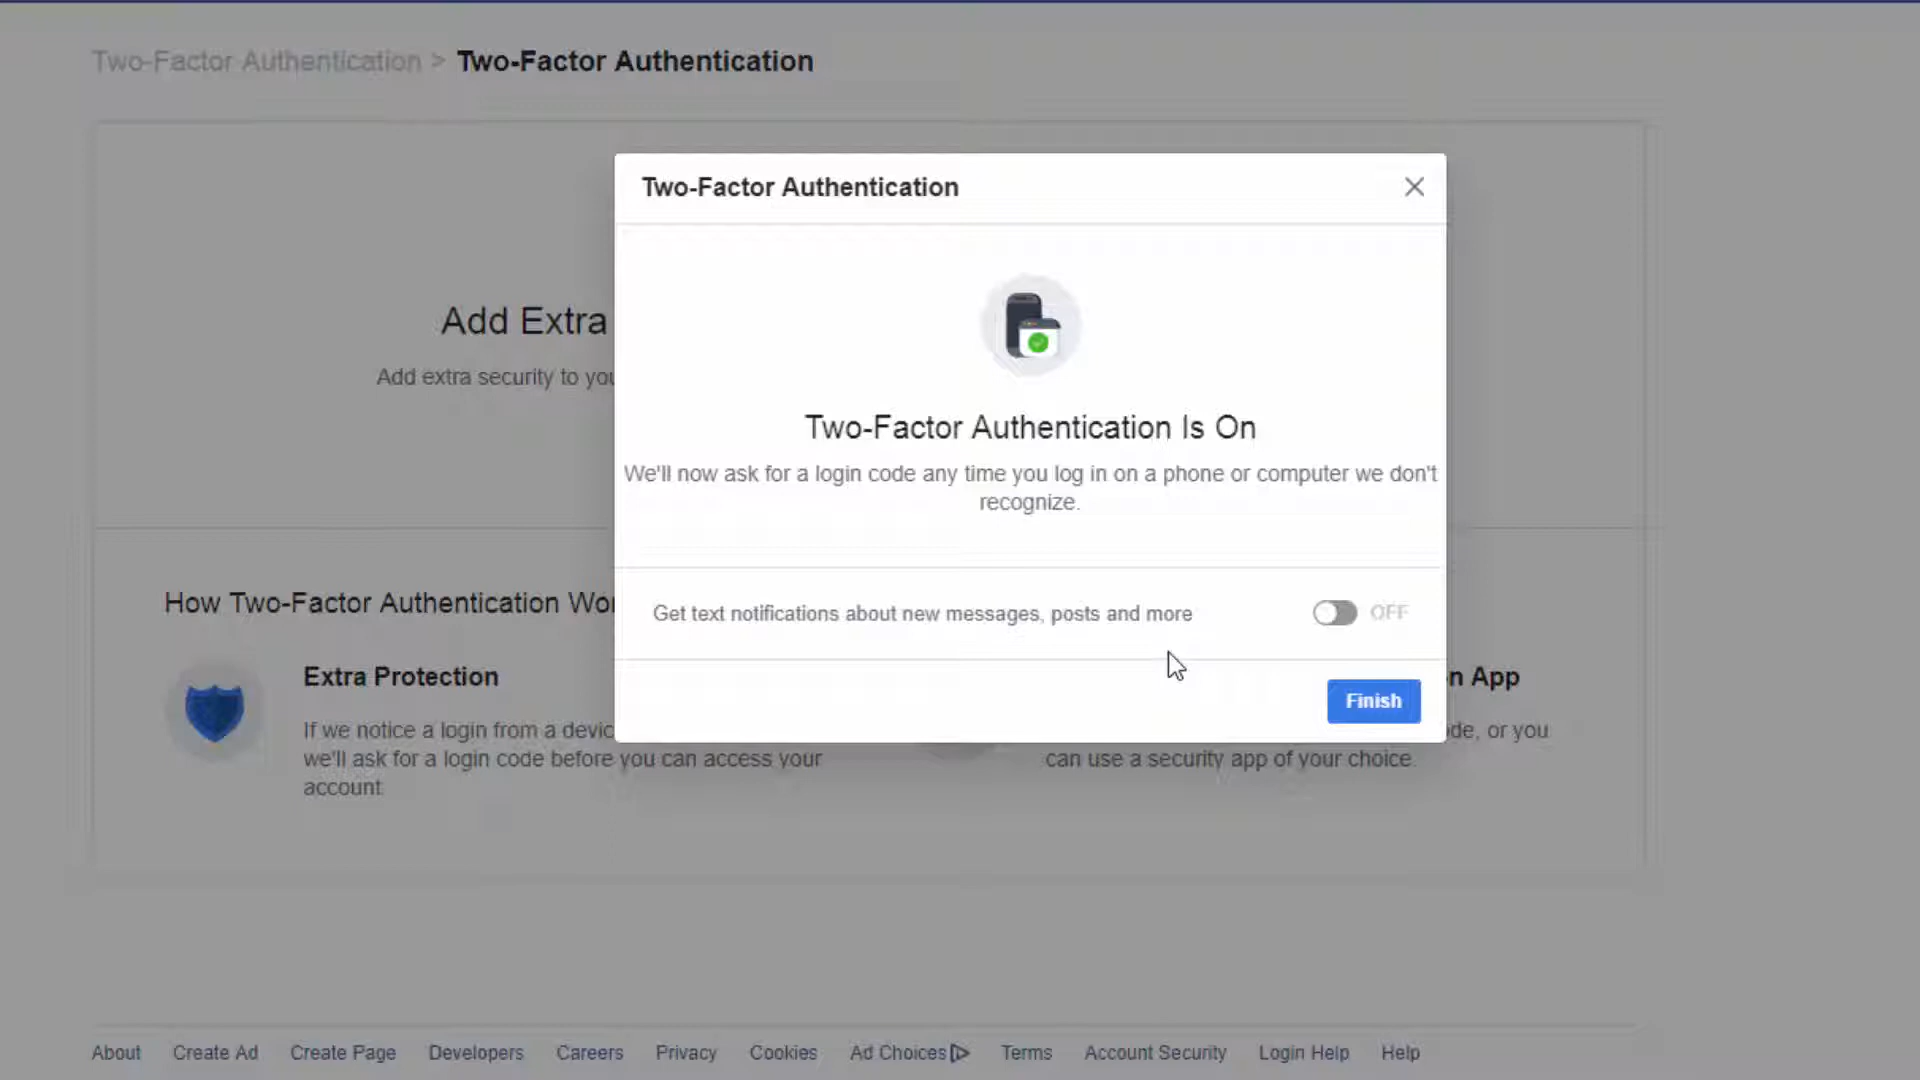 Two-Factor Authentication > Two-Factor Authentication
Two-Factor Authentication
Add Extra
Add extra security to you
Two-Factor Authentication Is On
We'll now ask for a login code any time you log in on a phone or computer we don't
recognize.
Get text notifications about new messages, posts and more OFF
Finish
How Two-Factor Authentication Wor
Extra Protection
If we notice a login from a devic
we'll ask for a login code before you can access your
account.
n App
de, or you
can use a security app of your choice.
About Create Ad Create Page Developers Careers Privacy Cookies Ad Choices Terms Account Security Login Help Help